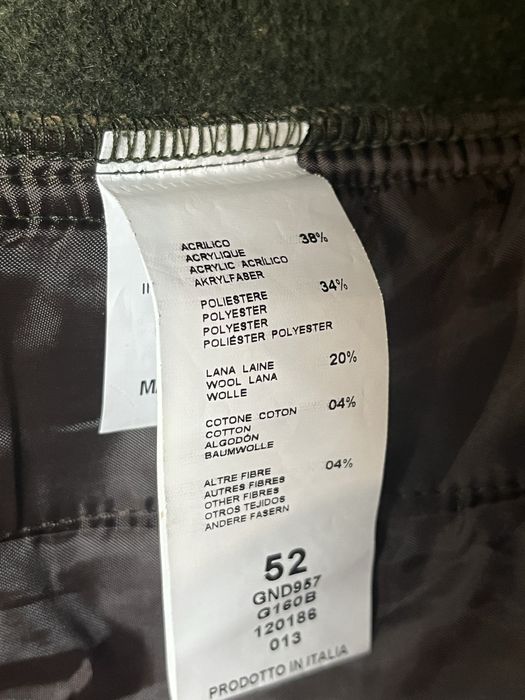 ACRILICO 38%
ACRYLIQUE
ACRYLIC ACRÍLICO
AKRYLFASER
POLIESTERE 34%
POLYESTER
POLYESTER
POLIÉSTER POLYESTER
LANA LAINE 20%
WOOL LANA
WOLLE
COTONE COTON 04%
COTTON
ALGODÓN
BAUMWOLLE
ALTRE FIBRE 04%
AUTRES FIBRES
OTHER FIBRES
OTROS TEJIDOS
ANDERE FASERN
52
GND957
G160B
120186
013
PRODOTTO IN ITALIA